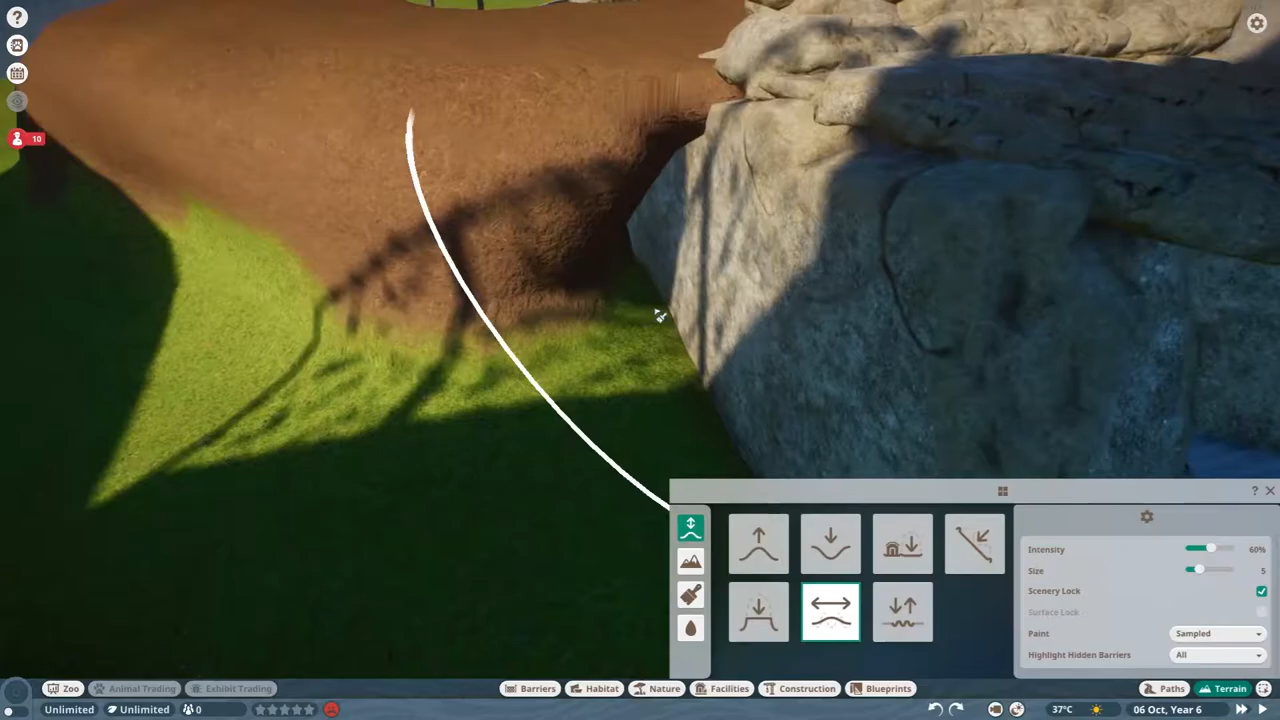 ?
10
? ×
Intensity 60%
Size 5
Scenery Lock
Surface Lock
Paint Sampled
Highlight Hidden Barriers All
Zoo Animal Trading Exhibit Trading Barriers Habitat Nature Facilities Construction Blueprints Paths Terrain
Unlimited Unlimited 0 37°C 06 Oct, Year 6